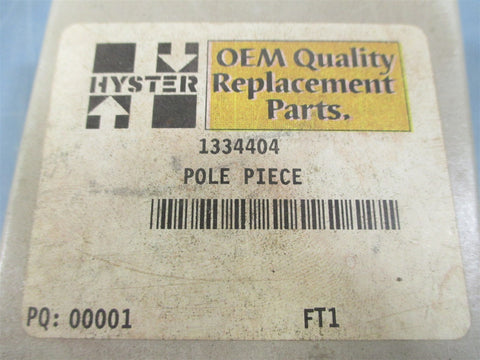 HYSTER
OEM Quality
Replacement
Parts.
1334404
POLE PIECE
PQ: 00001 FT1